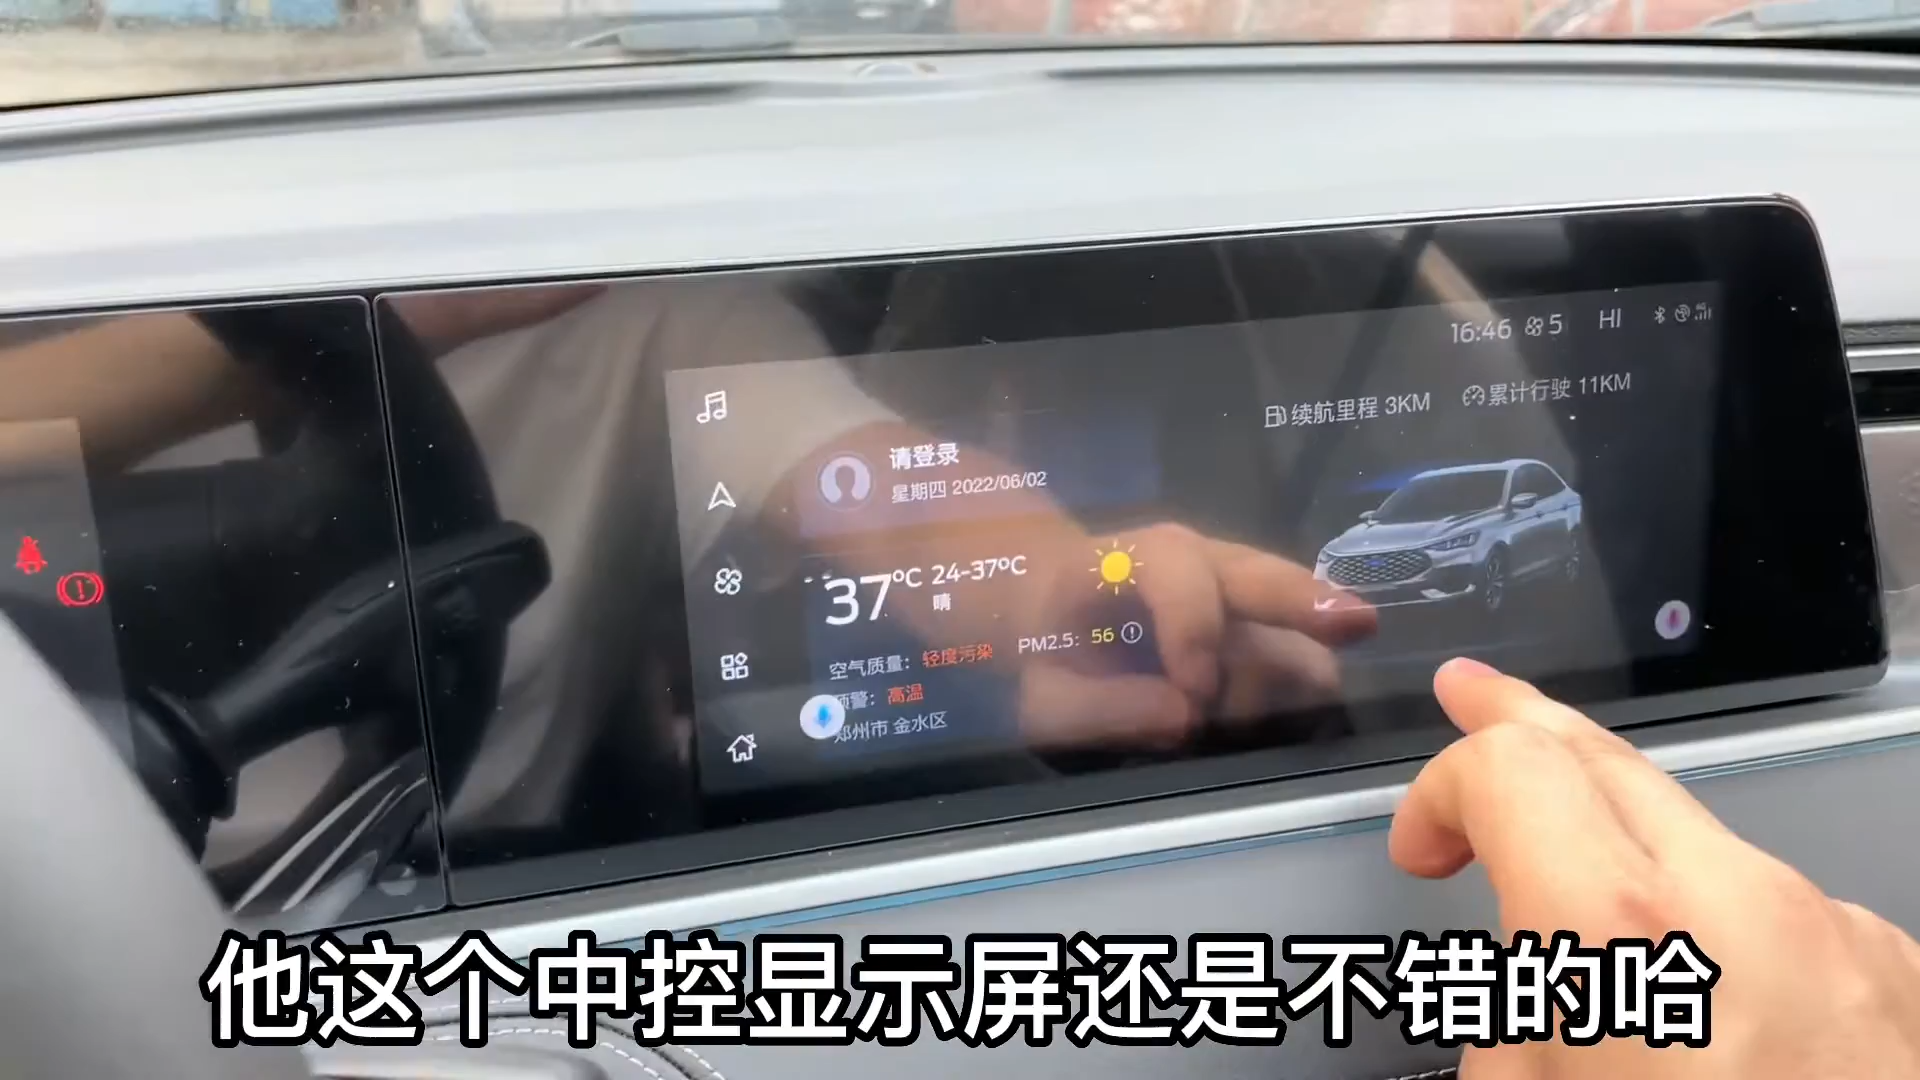 16:46 5 HI
续航里程 3KM 累计行驶 11KM
请登录
星期四 2022/06/02
37°C 24-37°C
晴
PM2.5: 56
空气质量: 轻度污染
预警: 高温
郑州市 金水区
他这个中控显示屏还是不错的哈